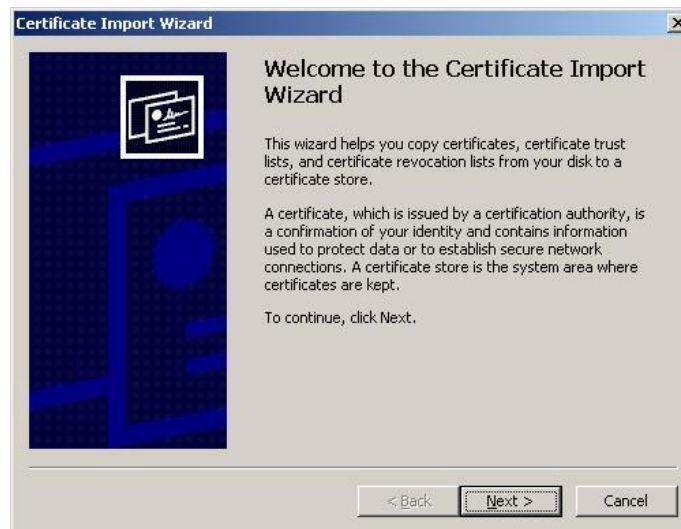 Certificate Import Wizard
Welcome to the Certificate Import
Wizard
This wizard helps you copy certificates, certificate trust
lists, and certificate revocation lists from your disk to a
certificate store.
A certificate, which is issued by a certification authority, is
a confirmation of your identity and contains information
used to protect data or to establish secure network
connections. A certificate store is the system area where
certificates are kept.
To continue, click Next.
< Back
Next >
Cancel